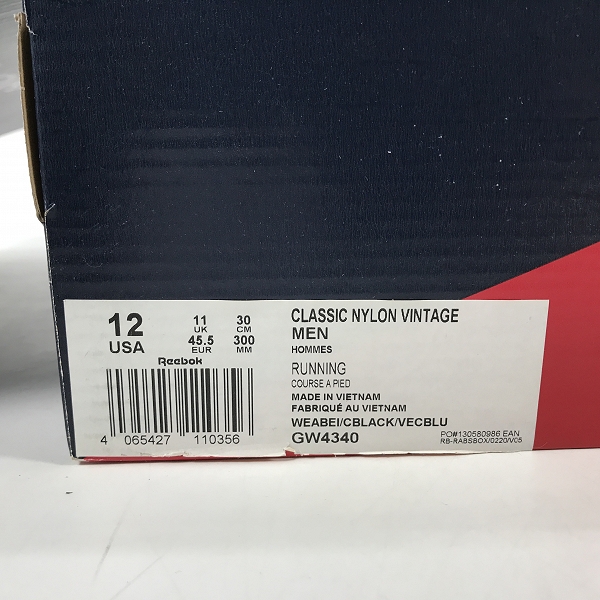 12 USA
11 UK
45.5 EUR
30 CM
300 MM
Reebok
4 065427 110356
CLASSIC NYLON VINTAGE
MEN
HOMMES
RUNNING
COURSE A PIED
MADE IN VIETNAM
FABRIQUÉ AU VIETNAM
WEABEI/CBLACK/VECBLU
GW4340
PO#130580986 EAN
RB-RABSBOX/0220/V05